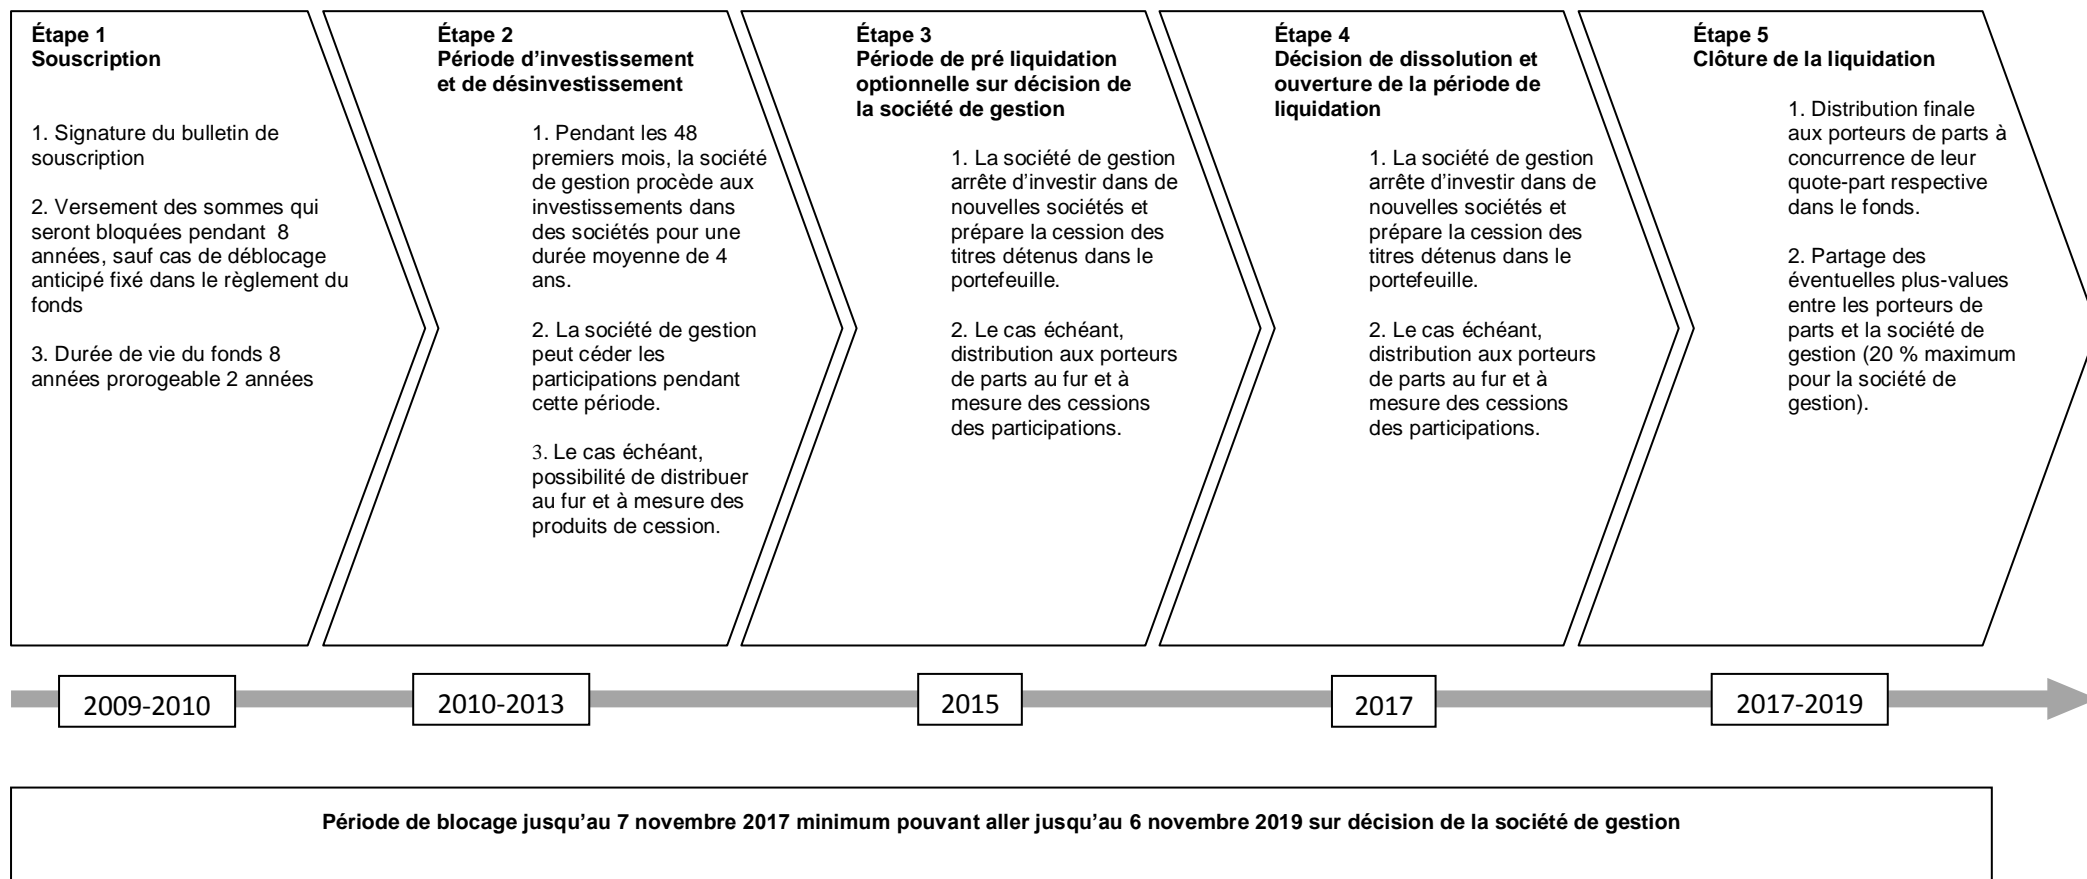 Étape 1
Souscription
1. Signature du bulletin de
souscription
2. Versement des sommes qui
seront bloquées pendant  8
années, sauf cas de déblocage
anticipé fixé dans le règlement du
fonds
3. Durée de vie du fonds 8
années prorogeable 2 années
Étape 2
Période d’investissement
et de désinvestissement
1. Pendant les 48
premiers mois, la société
de gestion procède aux
investissements dans
des sociétés pour une
durée moyenne de 4
ans.
2. La société de gestion
peut céder les
participations pendant
cette période.
3. Le cas échéant,
possibilité de distribuer
au fur et à mesure des
produits de cession.
Étape 3
Période de pré liquidation
optionnelle sur décision de
la société de gestion
1. La société de gestion
arrête d’investir dans de
nouvelles sociétés et
prépare la cession des
titres détenus dans le
portefeuille.
2. Le cas échéant,
distribution aux porteurs
de parts au fur et à
mesure des cessions
des participations.
Étape 4
Décision de dissolution et
ouverture de la période de
liquidation
1. La société de gestion
arrête d’investir dans de
nouvelles sociétés et
prépare la cession des
titres détenus dans le
portefeuille.
2. Le cas échéant,
distribution aux porteurs
de parts au fur et à
mesure des cessions
des participations.
Étape 5
Clôture de la liquidation
1. Distribution finale
aux porteurs de parts à
concurrence de leur
quote-part respective
dans le fonds.
2. Partage des
éventuelles plus-values
entre les porteurs de
parts et la société de
gestion (20 % maximum
pour la société de
gestion).
2009-2010
2010-2013
2015
2017
2017-2019
Période de blocage jusqu’au 7 novembre 2017 minimum pouvant aller jusqu’au 6 novembre 2019 sur décision de la société de gestion